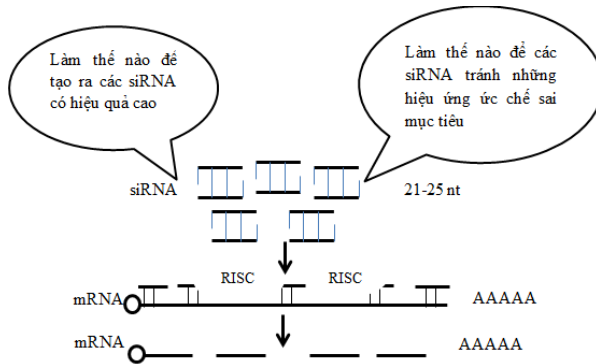 Làm thế nào để
tạo ra các siRNA
có hiệu quả cao
Làm thế nào để các
siRNA tránh những
hiệu ứng ức chế sai
mục tiêu
siRNA
21-25 nt
RISC RISC
mRNA AAAAA
mRNA AAAAA